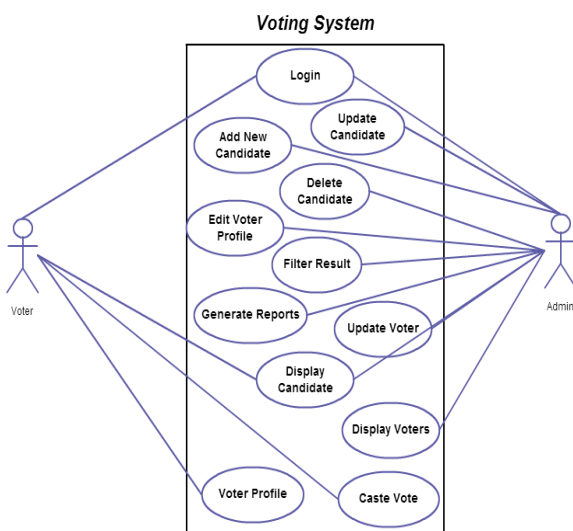 Voting System
Login
Update
Candidate
Add New
Candidate
Delete
Candidate
Edit Voter
Profile
Filter Result
Voter
Admin
Generate Reports
Update Voter
Display
Candidate
Display Voters
Voter Profile
Caste Vote